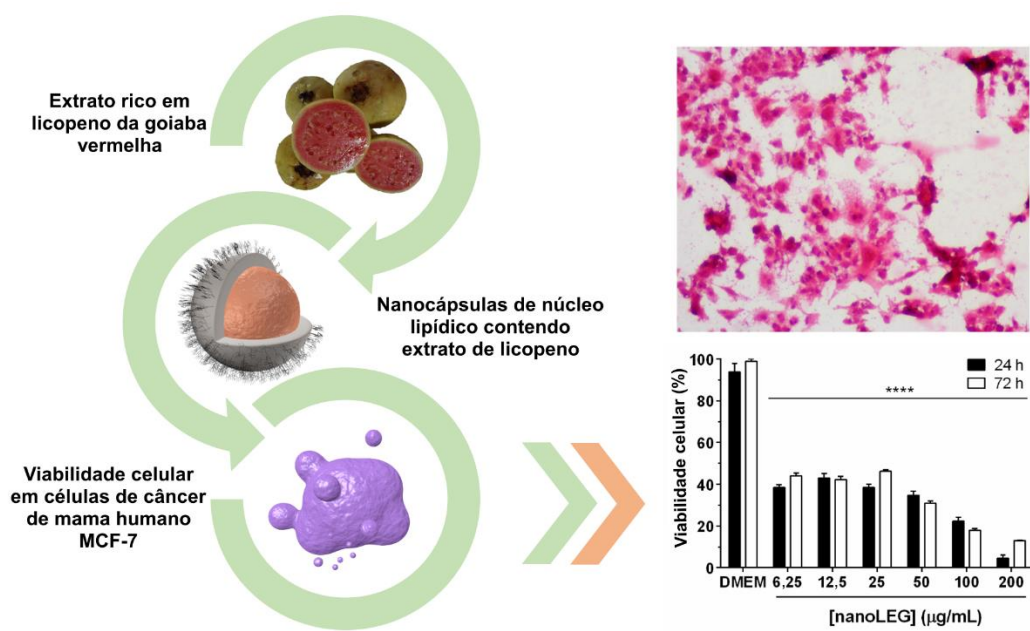 Extrato rico em
licopeno da goiaba
vermelha
Nanocápsulas de núcleo
lipídico contendo
extrato de licopeno
Viabilidade celular
em células de câncer
de mama humano
MCF-7
Viabilidade celular (%)
100
80
60
40
20
0
24 h
72 h
****
DMEM 6,25 12,5 25 50 100 200
[nanoLEG] (µg/mL)